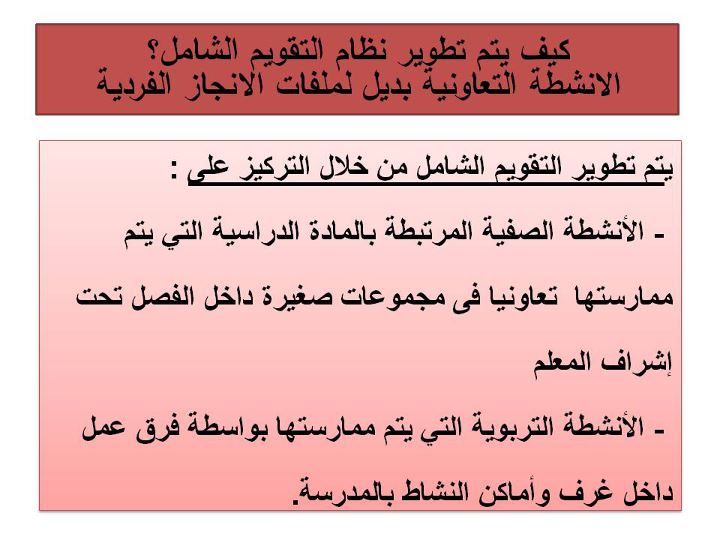 كيف يتم تطوير نظام التقويم الشامل؟
الانشطة التعاونية بديل لملفات الانجاز الفردية
يتم تطوير التقويم الشامل من خلال التركيز على :
- الأنشطة الصفية المرتبطة بالمادة الدراسية التي يتم
ممارستها تعاونيا فى مجموعات صغيرة داخل الفصل تحت
إشراف المعلم
- الأنشطة التربوية التي يتم ممارستها بواسطة فرق عمل
داخل غرف وأماكن النشاط بالمدرسة.